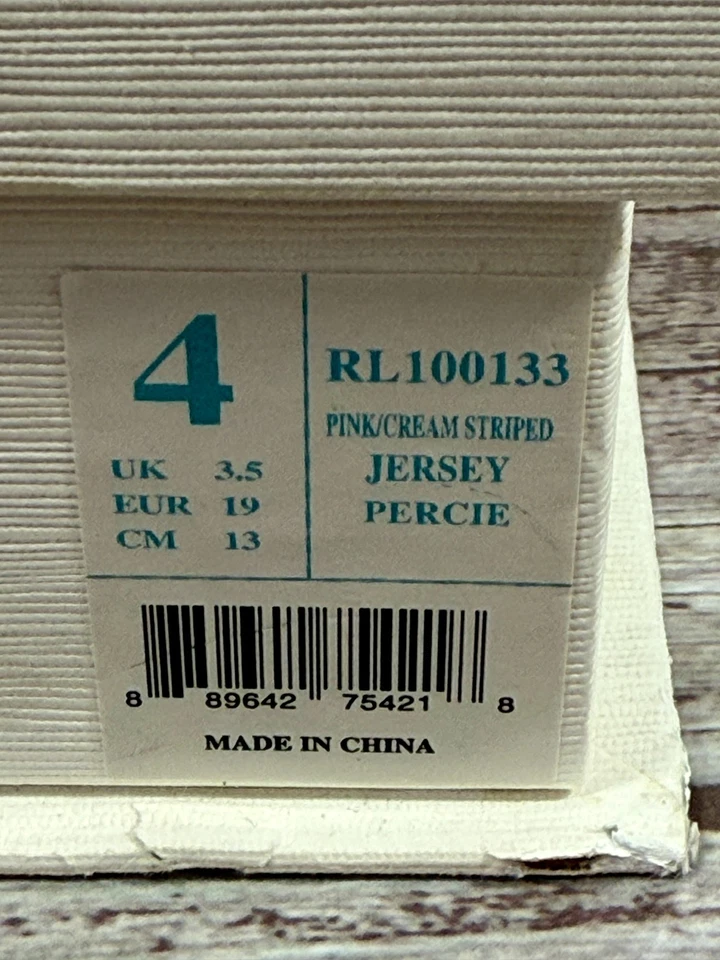 4
UK 3.5
EUR 19
CM 13
RL100133
PINK/CREAM STRIPED
JERSEY
PERCIE
8 89642 75421 8
MADE IN CHINA